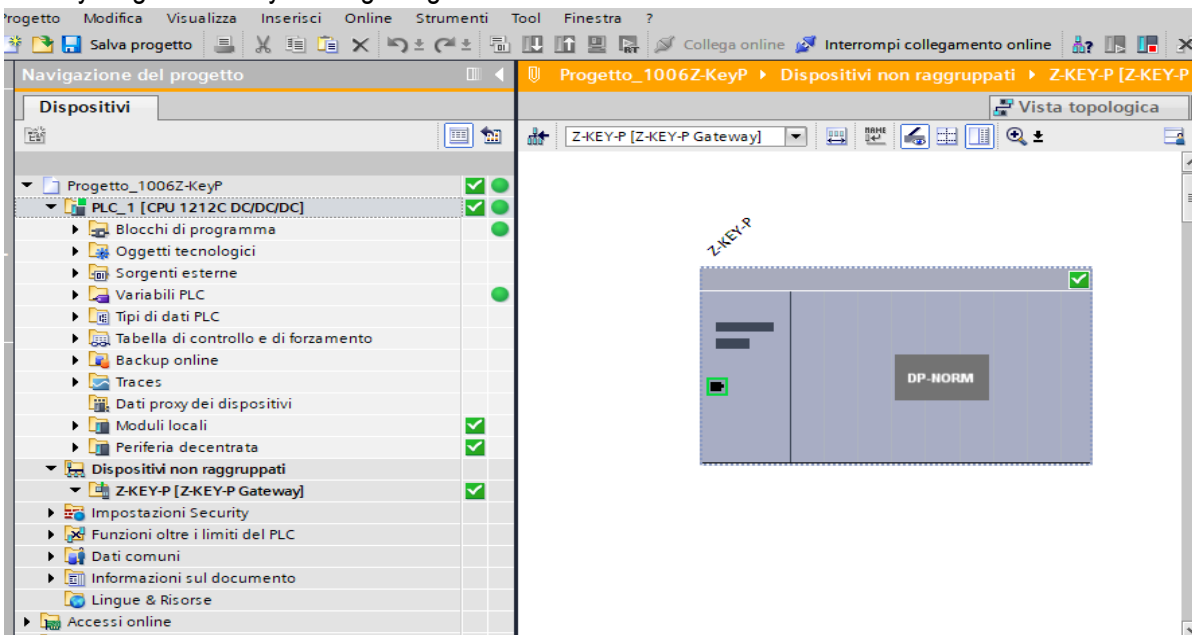 Progetto Modifica Visualizza Inserisci Online Strumenti Tool Finestra ?
Salva progetto Collega online Interrompi collegamento online
Navigazione del progetto
Progetto_1006Z-KeyP Dispositivi non raggruppati Z-KEY-P [Z-KEY-P
Dispositivi
Vista topologica
Z-KEY-P [Z-KEY-P Gateway]
Progetto_1006Z-KeyP
PLC_1 [CPU 1212C DC/DC/DC]
Blocchi di programma
Oggetti tecnologici
Sorgenti esterne
Variabili PLC
Tipi di dati PLC
Tabella di controllo e di forzamento
Backup online
Traces
Dati proxy dei dispositivi
Moduli locali
Periferia decentrata
Dispositivi non raggruppati
Z-KEY-P [Z-KEY-P Gateway]
Impostazioni Security
Funzioni oltre i limiti del PLC
Dati comuni
Informazioni sul documento
Lingue & Risorse
Accessi online
Z-KEY-P
DP-NORM